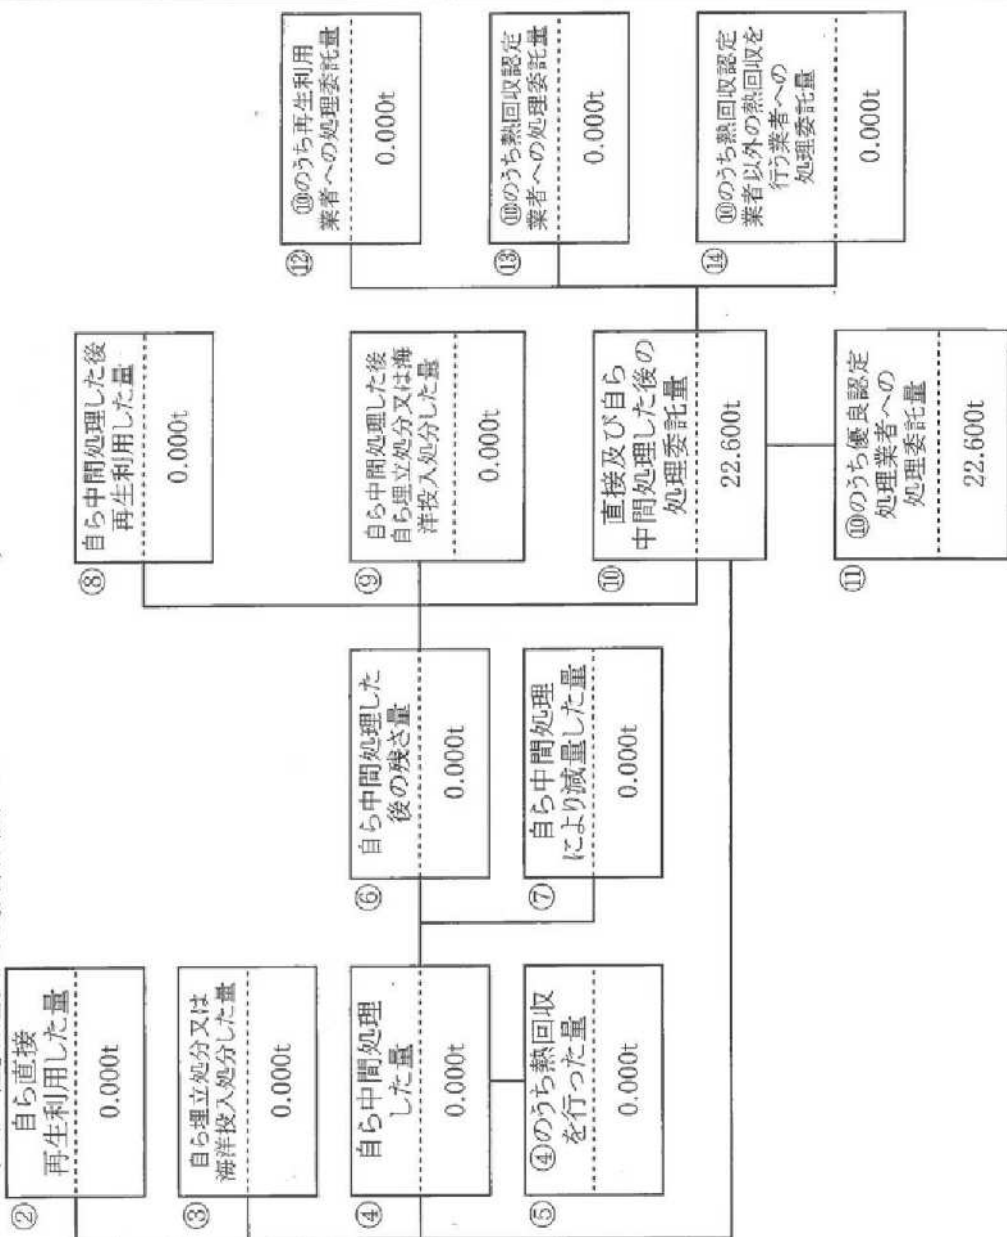 ②
自ら直接
再生利用した量
0.000t
③
自ら埋立処分又は
海洋投入処分した量
0.000t
④
自ら中間処理
した量
0.000t
⑤
④のうち熱回収
を行った量
0.000t
⑥
自ら中間処理した
後の残さ量
0.000t
⑦
自ら中間処理
により減量した量
0.000t
⑧
自ら中間処理した後
再生利用した量
0.000t
⑨
自ら中間処理した後
自ら埋立処分又は海
洋投入処分した量
0.000t
⑩
直接及び自ら
中間処理した後の
処理委託量
22.600t
⑪
⑩のうち優良認定
処理業者への
処理委託量
22.600t
⑫
⑩のうち再生利用
業者への処理委託量
0.000t
⑬
⑩のうち熱回収認定
業者への処理委託量
0.000t
⑭
⑩のうち熱回収認定
業者以外の熱回収を
行う業者への
処理委託量
0.000t